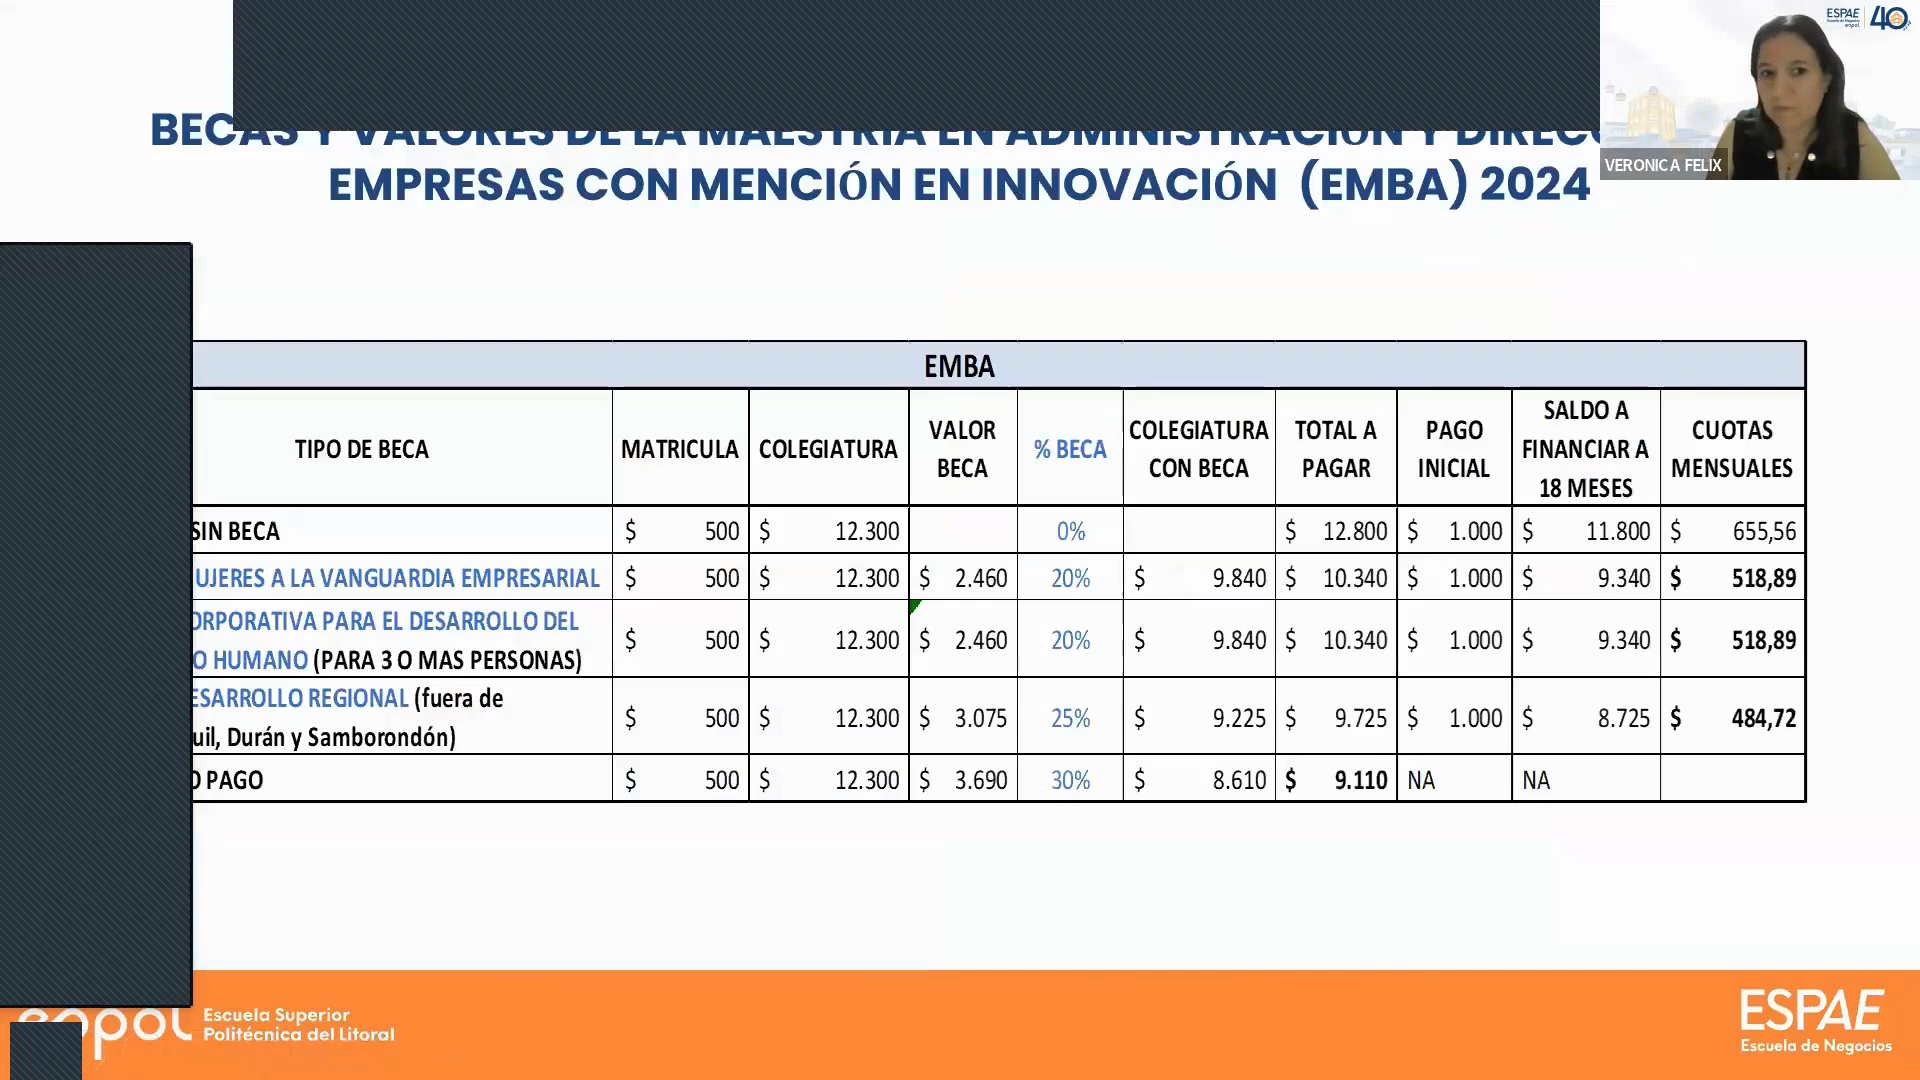 ESPAE
40
BECAS Y VALORES DE LA MAESTRÍA EN ADMINISTRACIÓN Y
VERONICA FELIX
EMPRESAS CON MENCIÓN EN INNOVACIÓN (EMBA) 2024
EMBA
TIPO DE BECA MATRICULA COLEGIATURA VALOR BECA % BECA COLEGIATURA CON BECA TOTAL A PAGAR PAGO INICIAL SALDO A FINANCIAR A 18 MESES CUOTAS MENSUALES
SIN BECA $ 500 $ 12.300 0% $ 12.800 $ 1.000 $ 11.800 $ 655,56
UJERES A LA VANGUARDIA EMPRESARIAL $ 500 $ 12.300 $ 2.460 20% $ 9.840 $ 10.340 $ 1.000 $ 9.340 $ 518,89
ORPORATIVA PARA EL DESARROLLO DEL
O HUMANO (PARA 3 O MAS PERSONAS) $ 500 $ 12.300 $ 2.460 20% $ 9.840 $ 10.340 $ 1.000 $ 9.340 $ 518,89
ESARROLLO REGIONAL (fuera de
uil, Durán y Samborondón) $ 500 $ 12.300 $ 3.075 25% $ 9.225 $ 9.725 $ 1.000 $ 8.725 $ 484,72
O PAGO $ 500 $ 12.300 $ 3.690 30% $ 8.610 $ 9.110 NA NA
espol
Escuela Superior
Politécnica del Litoral
ESPAE
Escuela de Negocios